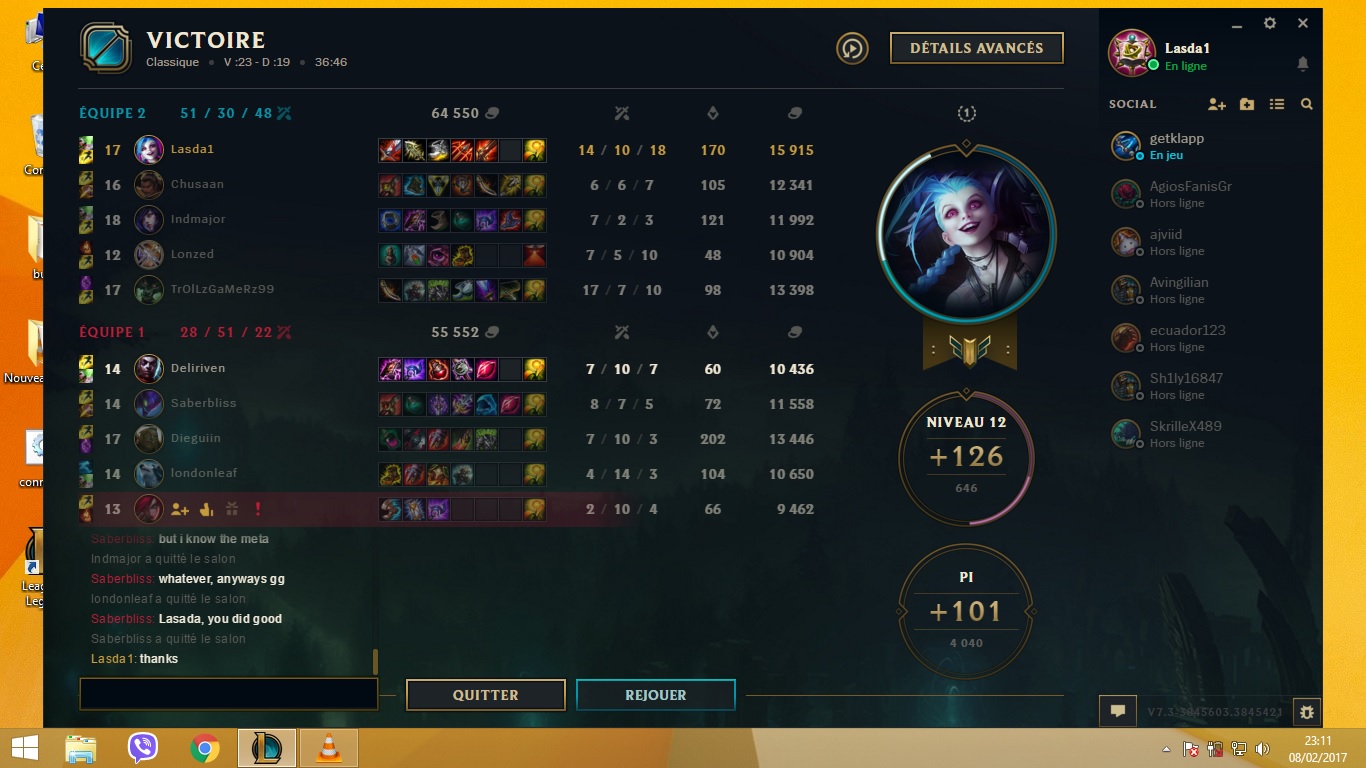 VICTOIRE
Classique • V :23 - D :19 • 36:46
DÉTAILS AVANCÉS
Lasda1
En ligne
SOCIAL
ÉQUIPE 2 51 / 30 / 48 64 550
17 Lasda1 14 / 10 / 18 170 15 915
16 Chusaan 6 / 6 / 7 105 12 341
18 Indmajor 7 / 2 / 3 121 11 992
12 Lonzed 7 / 5 / 10 48 10 904
17 TrOlLzGaMeRz99 17 / 7 / 10 98 13 398
ÉQUIPE 1 28 / 51 / 22 55 552
14 Deliriven 7 / 10 / 7 60 10 436
14 Saberbliss 8 / 7 / 5 72 11 558
17 Dieguiin 7 / 10 / 3 202 13 446
14 londonleaf 4 / 14 / 3 104 10 650
13 2 / 10 / 4 66 9 462
Saberbliss: but i know the meta
Indmajor a quitté le salon
Saberbliss: whatever, anyways gg
londonleaf a quitté le salon
Saberbliss: Lasada, you did good
Saberbliss a quitté le salon
Lasda1: thanks
QUITTER
REJOUER
1
NIVEAU 12
+126
646
PI
+101
4 040
getklapp
En jeu
AgiosFanisGr
Hors ligne
ajviid
Hors ligne
Avingilian
Hors ligne
ecuador123
Hors ligne
Sh1ly16847
Hors ligne
SkrilleX489
Hors ligne
V7.3-3845603.3845421
23:11
08/02/2017